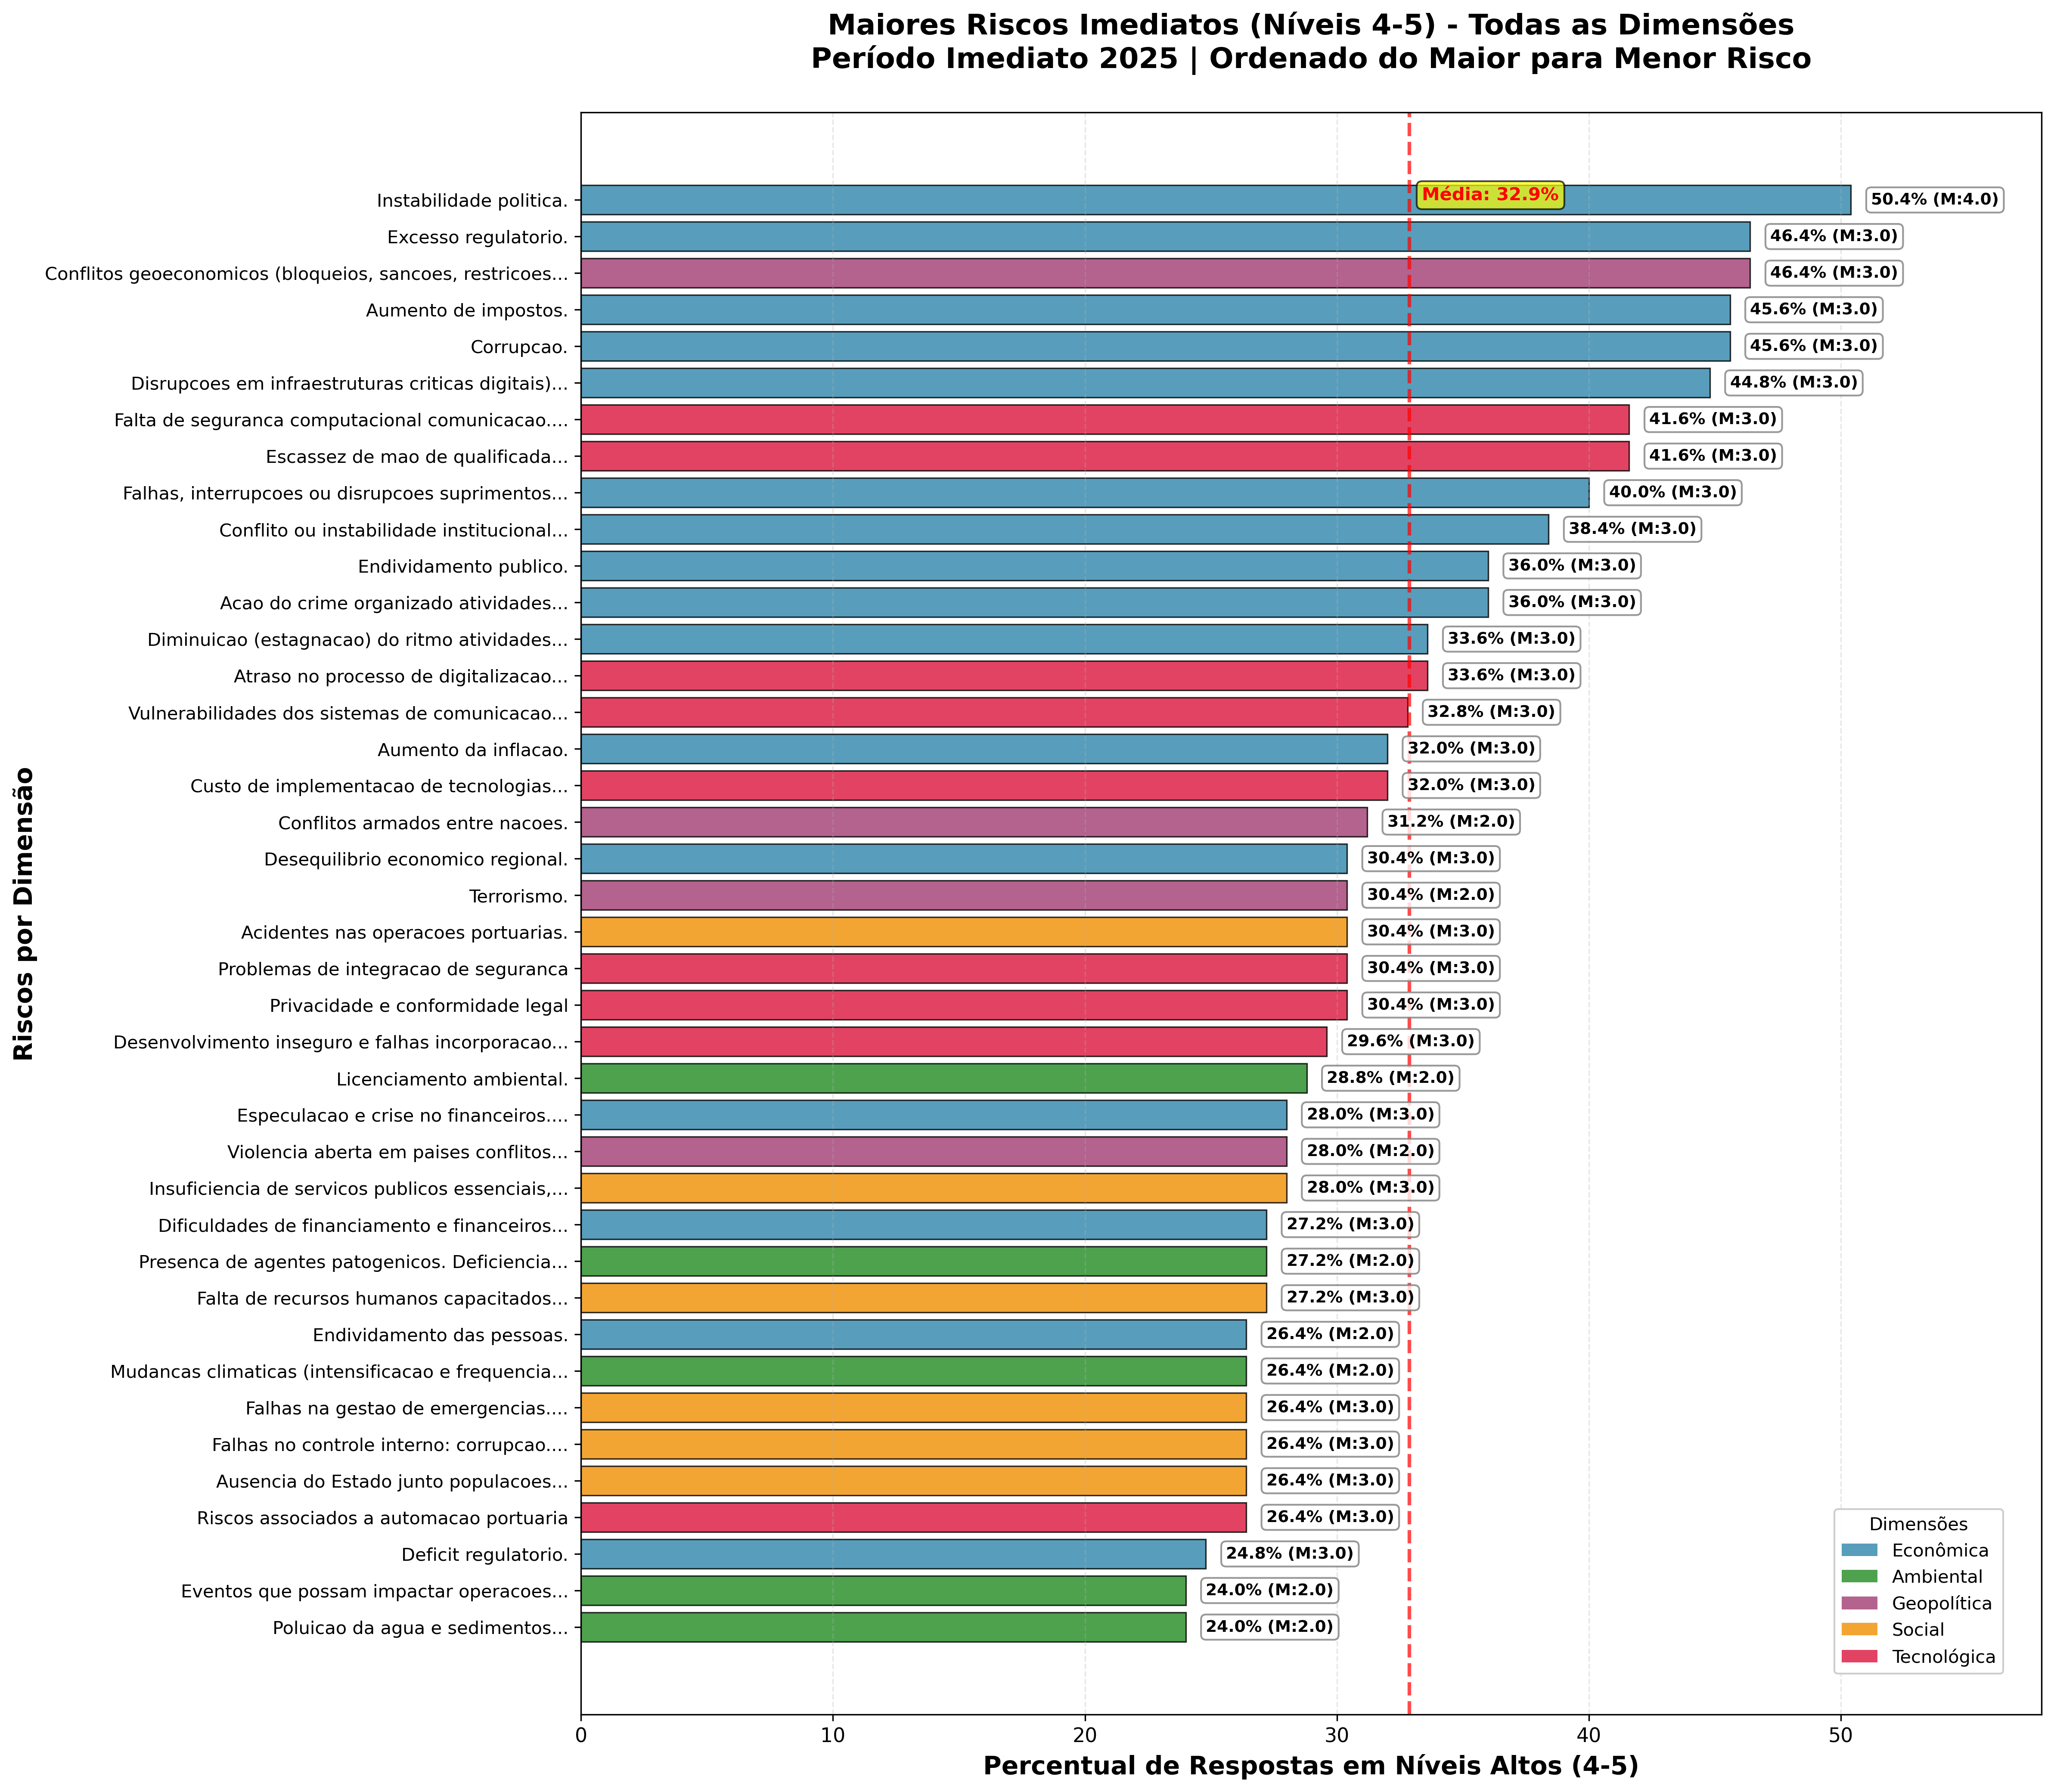 Maiores Riscos Imediatos (Níveis 4-5) - Todas as Dimensões
Período Imediato 2025 | Ordenado do Maior para Menor Risco
Riscos por Dimensão
Média: 32.9%
Instabilidade politica. 50.4% (M:4.0)
Excesso regulatorio. 46.4% (M:3.0)
Conflitos geoeconomicos (bloqueios, sancoes, restricoes... 46.4% (M:3.0)
Aumento de impostos. 45.6% (M:3.0)
Corrupcao. 45.6% (M:3.0)
Disrupcoes em infraestruturas criticas digitais)... 44.8% (M:3.0)
Falta de seguranca computacional comunicacao.... 41.6% (M:3.0)
Escassez de mao de qualificada... 41.6% (M:3.0)
Falhas, interrupcoes ou disrupcoes suprimentos... 40.0% (M:3.0)
Conflito ou instabilidade institucional... 38.4% (M:3.0)
Endividamento publico. 36.0% (M:3.0)
Acao do crime organizado atividades... 36.0% (M:3.0)
Diminuicao (estagnacao) do ritmo atividades... 33.6% (M:3.0)
Atraso no processo de digitalizacao... 33.6% (M:3.0)
Vulnerabilidades dos sistemas de comunicacao... 32.8% (M:3.0)
Aumento da inflacao. 32.0% (M:3.0)
Custo de implementacao de tecnologias... 32.0% (M:3.0)
Conflitos armados entre nacoes. 31.2% (M:2.0)
Desequilibrio economico regional. 30.4% (M:3.0)
Terrorismo. 30.4% (M:2.0)
Acidentes nas operacoes portuarias. 30.4% (M:3.0)
Problemas de integracao de seguranca 30.4% (M:3.0)
Privacidade e conformidade legal 30.4% (M:3.0)
Desenvolvimento inseguro e falhas incorporacao... 29.6% (M:3.0)
Licenciamento ambiental. 28.8% (M:2.0)
Especulacao e crise no financeiros.... 28.0% (M:3.0)
Violencia aberta em paises conflitos... 28.0% (M:2.0)
Insuficiencia de servicos publicos essenciais,... 28.0% (M:3.0)
Dificuldades de financiamento e financeiros... 27.2% (M:3.0)
Presenca de agentes patogenicos. Deficiencia... 27.2% (M:2.0)
Falta de recursos humanos capacitados... 27.2% (M:3.0)
Endividamento das pessoas. 26.4% (M:2.0)
Mudancas climaticas (intensificacao e frequencia... 26.4% (M:2.0)
Falhas na gestao de emergencias.... 26.4% (M:3.0)
Falhas no controle interno: corrupcao.... 26.4% (M:3.0)
Ausencia do Estado junto populacoes... 26.4% (M:3.0)
Riscos associados a automacao portuaria 26.4% (M:3.0)
Deficit regulatorio. 24.8% (M:3.0)
Eventos que possam impactar operacoes... 24.0% (M:2.0)
Poluicao da agua e sedimentos... 24.0% (M:2.0)
Dimensões
Econômica
Ambiental
Geopolítica
Social
Tecnológica
0 10 20 30 40 50
Percentual de Respostas em Níveis Altos (4-5)